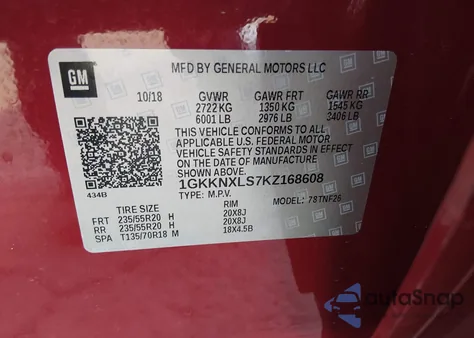 GM
MFD BY GENERAL MOTORS LLC
10/18
GVWR GAWR FRT GAWR RR
2722 KG 1350 KG 1545 KG
6001 LB 2976 LB 3406 LB
THIS VEHICLE CONFORMS TO ALL
APPLICABLE U.S. FEDERAL MOTOR
VEHICLE SAFETY STANDARDS IN EFFECT
ON THE DATE OF MANUFACTURE SHOWN ABOVE.
1GKKNXLS7KZ168608
TYPE: M.P.V. MODEL: 78TNF26
434B
TIRE SIZE RIM
FRT 235/55R20 H 20X8J
RR 235/55R20 H 20X8J
SPA T135/70R18 M 18X4.5B
autoSnap